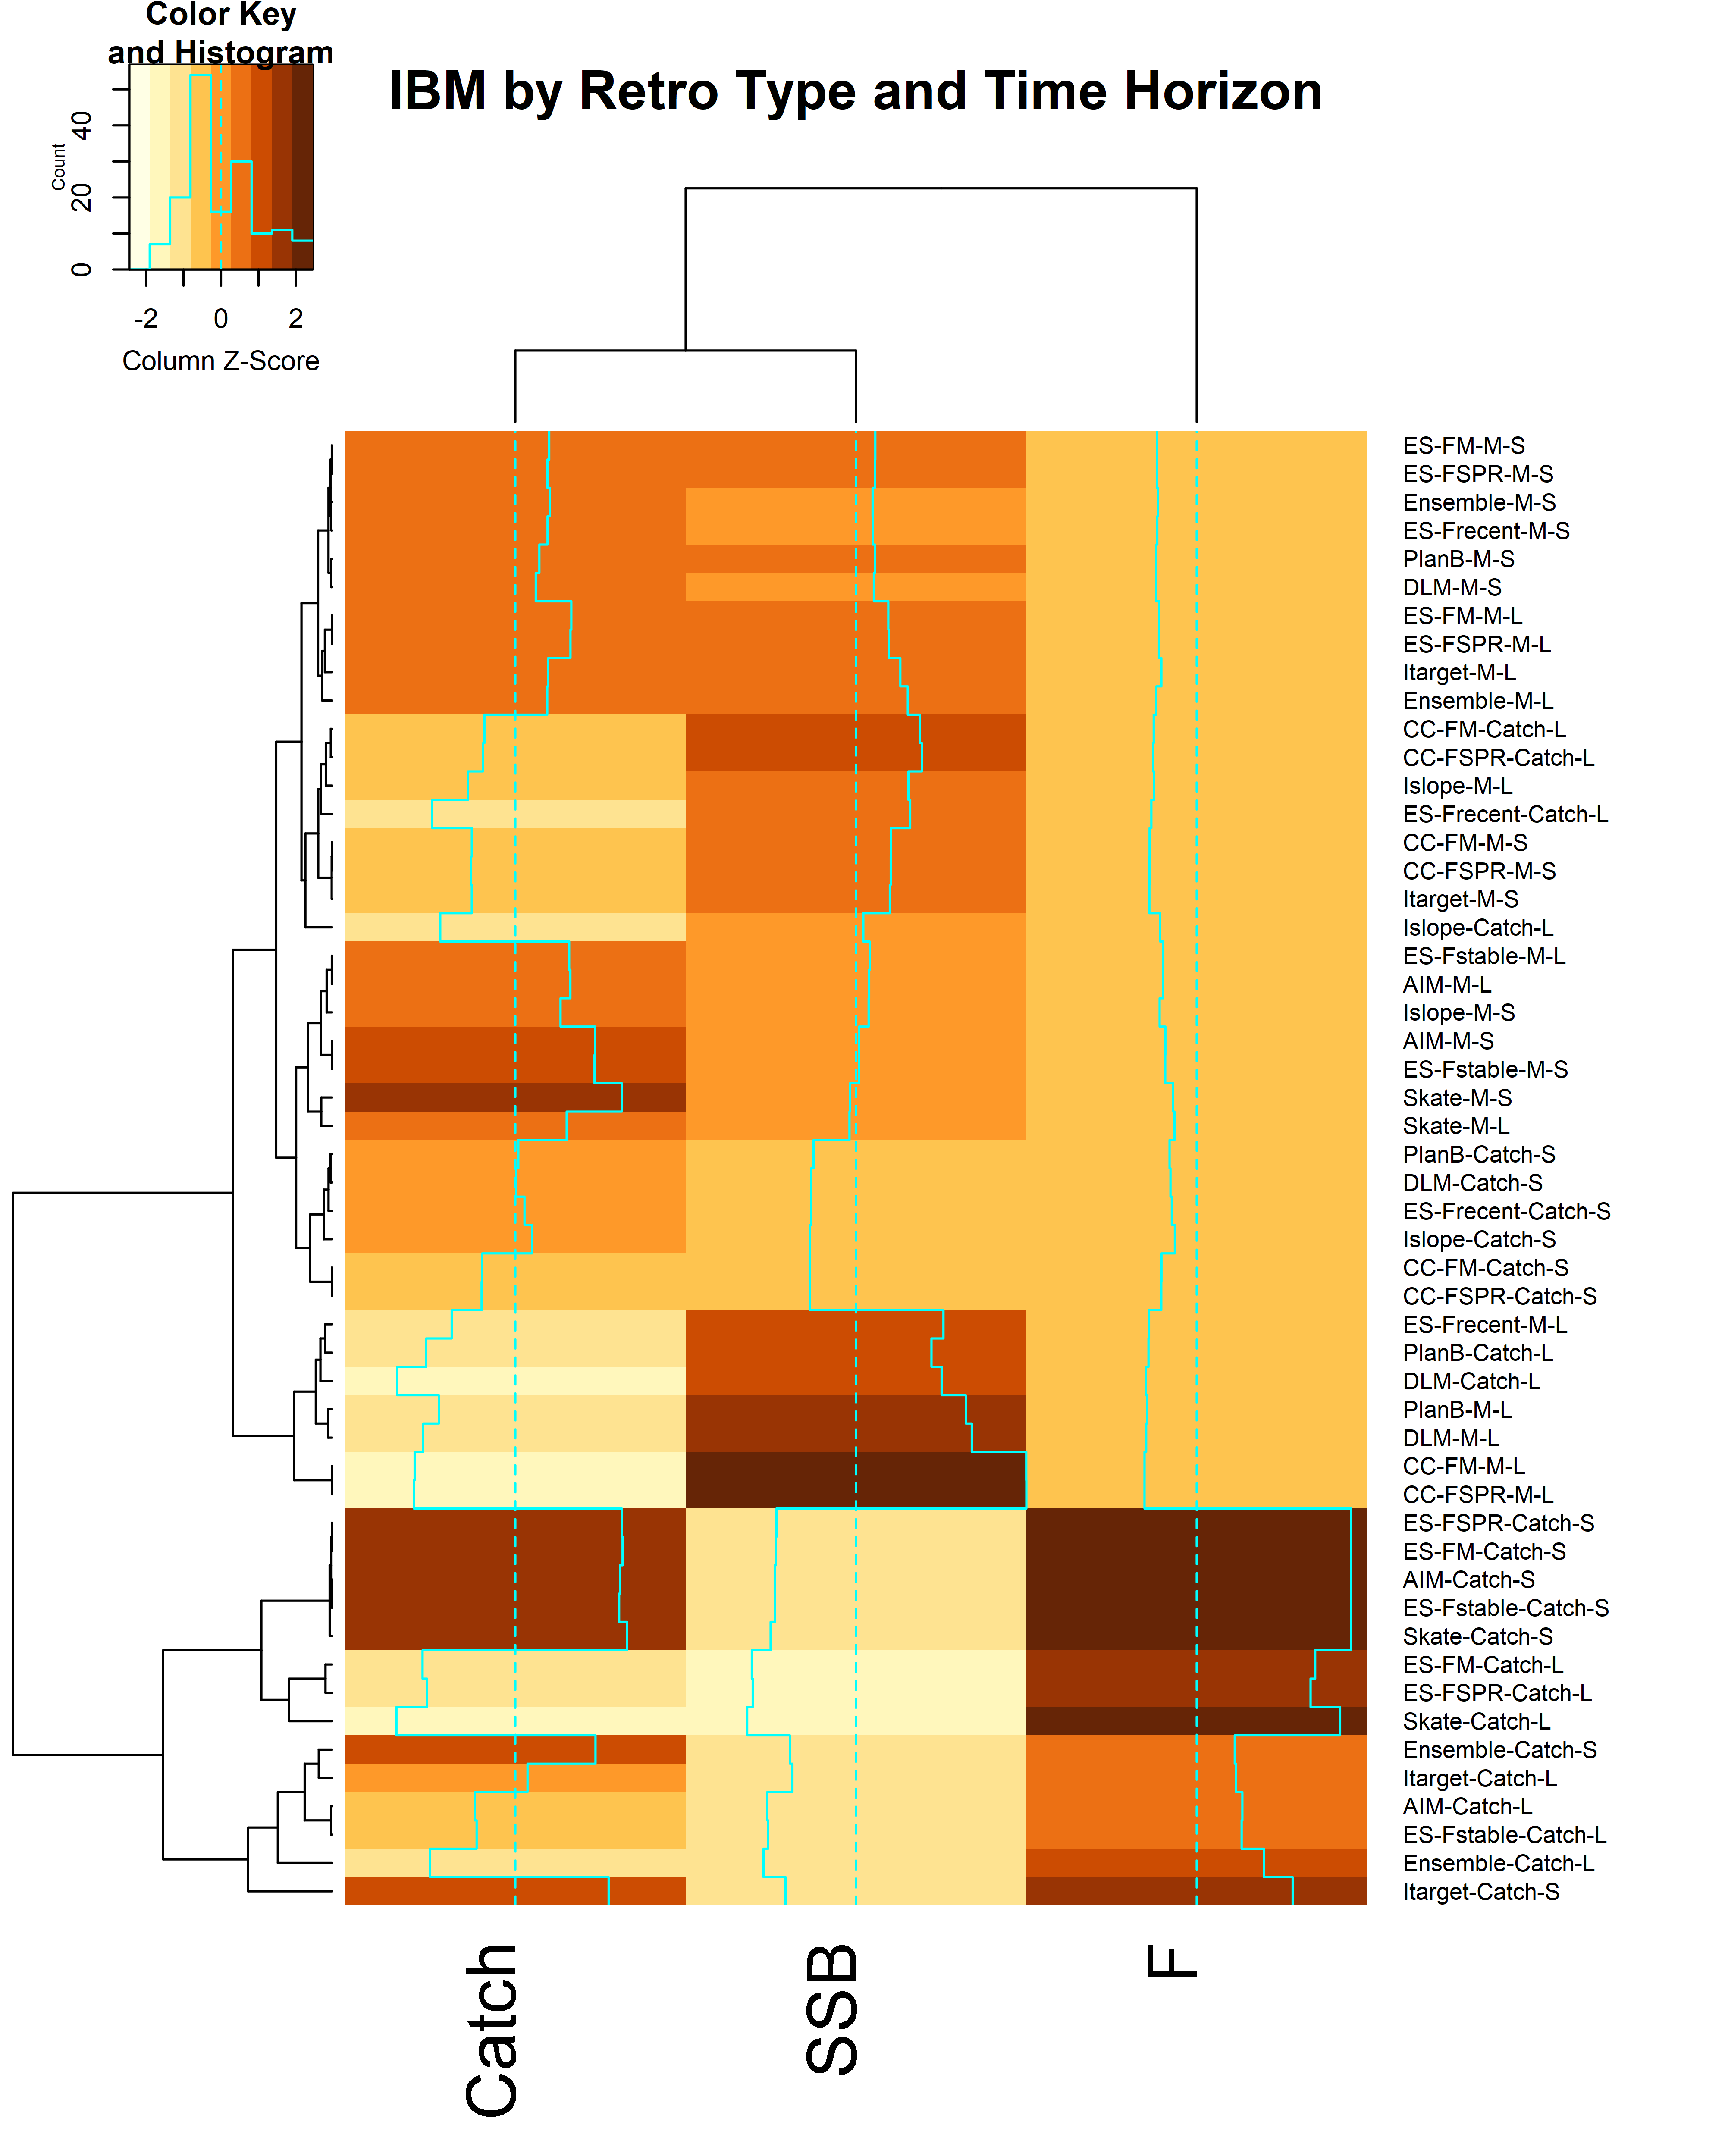 Color Key
and Histogram
IBM by Retro Type and Time Horizon
Count
0
20
40
-2
0
2
Column Z-Score
ES-FM-M-S
ES-FSPR-M-S
Ensemble-M-S
ES-Frecent-M-S
PlanB-M-S
DLM-M-S
ES-FM-M-L
ES-FSPR-M-L
Itarget-M-L
Ensemble-M-L
CC-FM-Catch-L
CC-FSPR-Catch-L
Islope-M-L
ES-Frecent-Catch-L
CC-FM-M-S
CC-FSPR-M-S
Itarget-M-S
Islope-Catch-L
ES-Fstable-M-L
AIM-M-L
Islope-M-S
AIM-M-S
ES-Fstable-M-S
Skate-M-S
Skate-M-L
PlanB-Catch-S
DLM-Catch-S
ES-Frecent-Catch-S
Islope-Catch-S
CC-FM-Catch-S
CC-FSPR-Catch-S
ES-Frecent-M-L
PlanB-Catch-L
DLM-Catch-L
PlanB-M-L
DLM-M-L
CC-FM-M-L
CC-FSPR-M-L
ES-FSPR-Catch-S
ES-FM-Catch-S
AIM-Catch-S
ES-Fstable-Catch-S
Skate-Catch-S
ES-FM-Catch-L
ES-FSPR-Catch-L
Skate-Catch-L
Ensemble-Catch-S
Itarget-Catch-L
AIM-Catch-L
ES-Fstable-Catch-L
Ensemble-Catch-L
Itarget-Catch-S
Catch
SSB
F